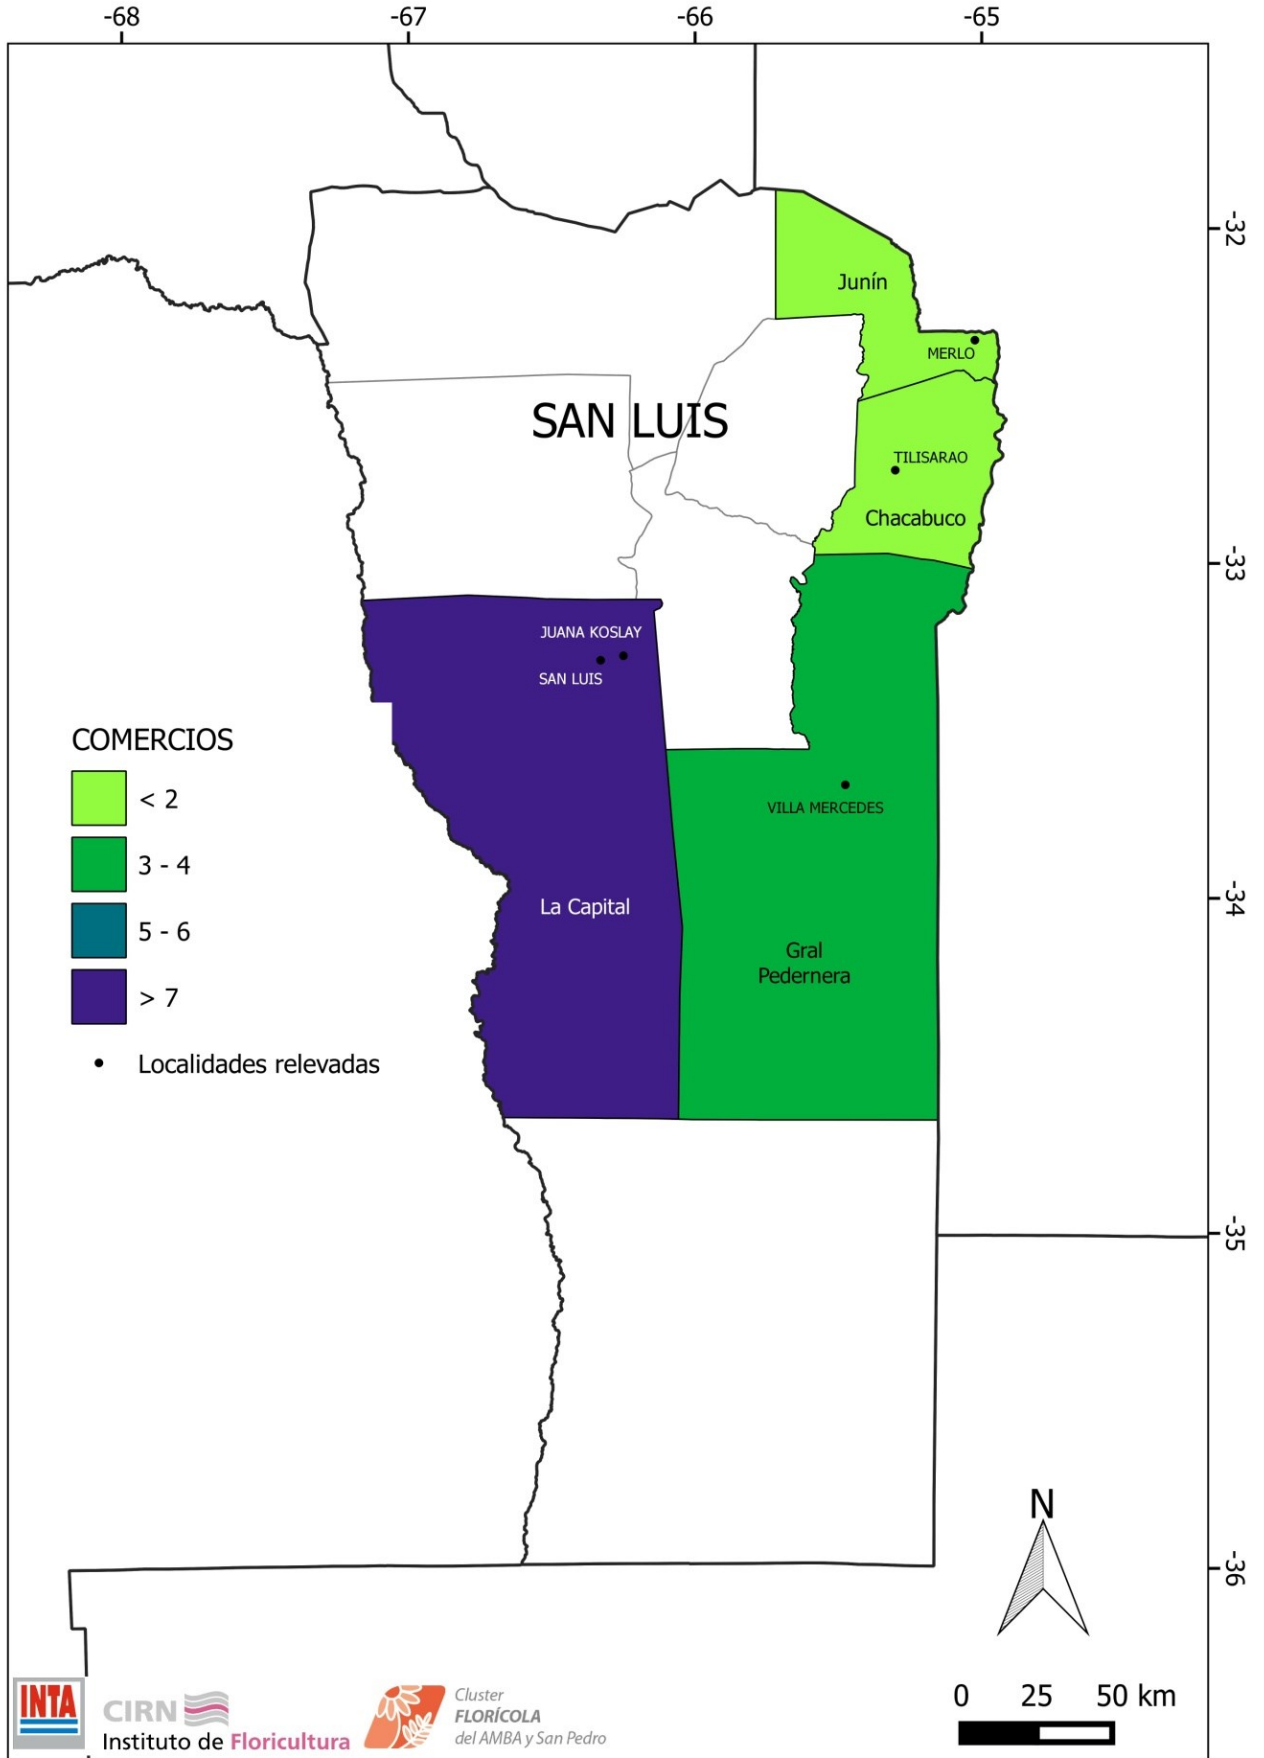 -68 -67 -66 -65
-32
Junín
MERLO
SAN LUIS
TILISARAO
Chacabuco
-33
JUANA KOSLAY
SAN LUIS
COMERCIOS
< 2
3 - 4
5 - 6
> 7
Localidades relevadas
VILLA MERCEDES
-34
La Capital
Gral
Pedernera
-35
N
-36
0 25 50 km
INTA
CIRN
Instituto de Floricultura
Cluster
FLORÍCOLA
del AMBA y San Pedro